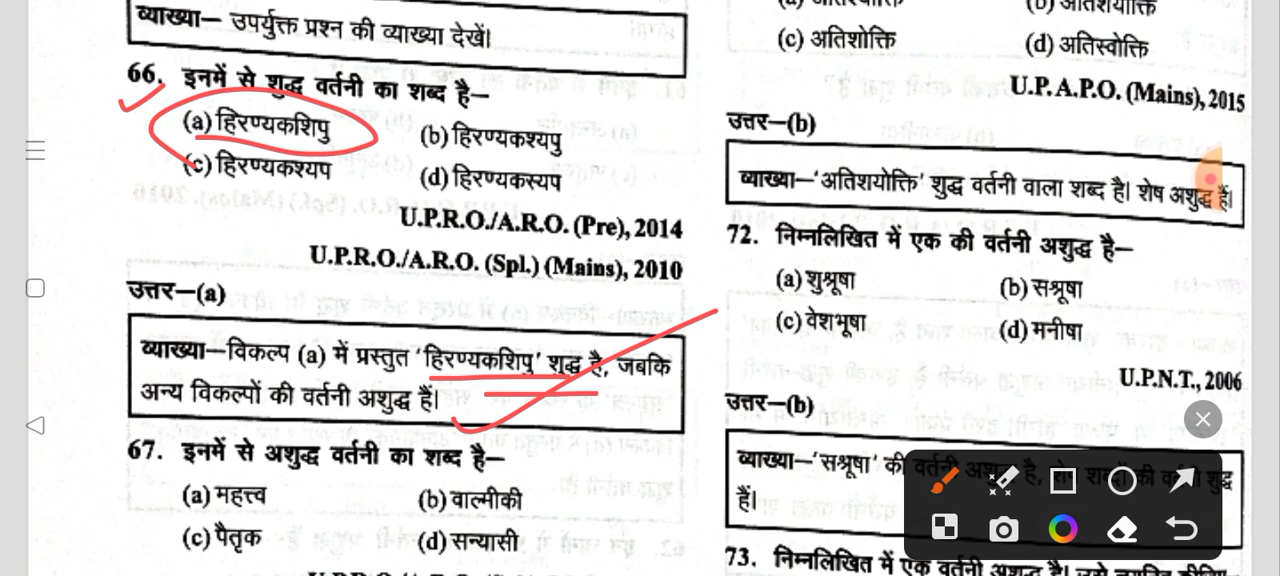 व्याख्या– उपर्युक्त प्रश्न की व्याख्या देखें।
66. इनमें से शुद्ध वर्तनी का शब्द है–
(a) हिरण्यकशिपु (b) हिरण्यकश्यपु
(c) हिरण्यकश्यप (d) हिरण्यकस्यप
U.P.R.O./A.R.O. (Pre), 2014
U.P.R.O./A.R.O. (Spl.) (Mains), 2010
उत्तर–(a)
व्याख्या–विकल्प (a) में प्रस्तुत 'हिरण्यकशिपु' शुद्ध है, जबकि
अन्य विकल्पों की वर्तनी अशुद्ध हैं।
67. इनमें से अशुद्ध वर्तनी का शब्द है–
(a) महत्त्व (b) वाल्मीकी
(c) पैतृक (d) सन्यासी
(b) अतिशयोक्ति
(c) अतिशोक्ति (d) अतिस्वोक्ति
U.P.A.P.O. (Mains), 2015
उत्तर–(b)
व्याख्या–'अतिशयोक्ति' शुद्ध वर्तनी वाला शब्द है। शेष अशुद्ध हैं।
72. निम्नलिखित में एक की वर्तनी अशुद्ध है–
(a) शुश्रूषा (b) सश्रूषा
(c) वेशभूषा (d) मनीषा
U.P.N.T., 2006
उत्तर–(b)
व्याख्या–'सश्रूषा' की वर्तनी अशुद्ध है, शेष शब्दों की वर्तनी शुद्ध
हैं।
73. निम्नलिखित में एक वर्तनी अशुद्ध है।